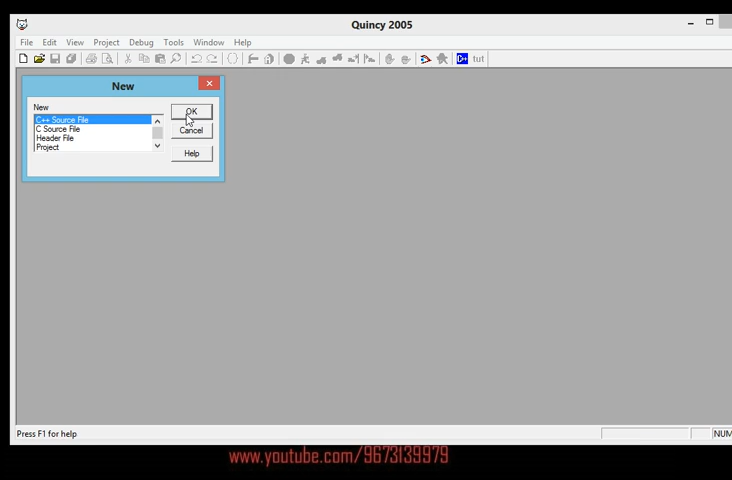 Quincy 2005
File Edit View Project Debug Tools Window Help
D+ tut
New
New
C++ Source File
C Source File
Header File
Project
OK
Cancel
Help
Press F1 for help
NUM
www.youtube.com/9673139979